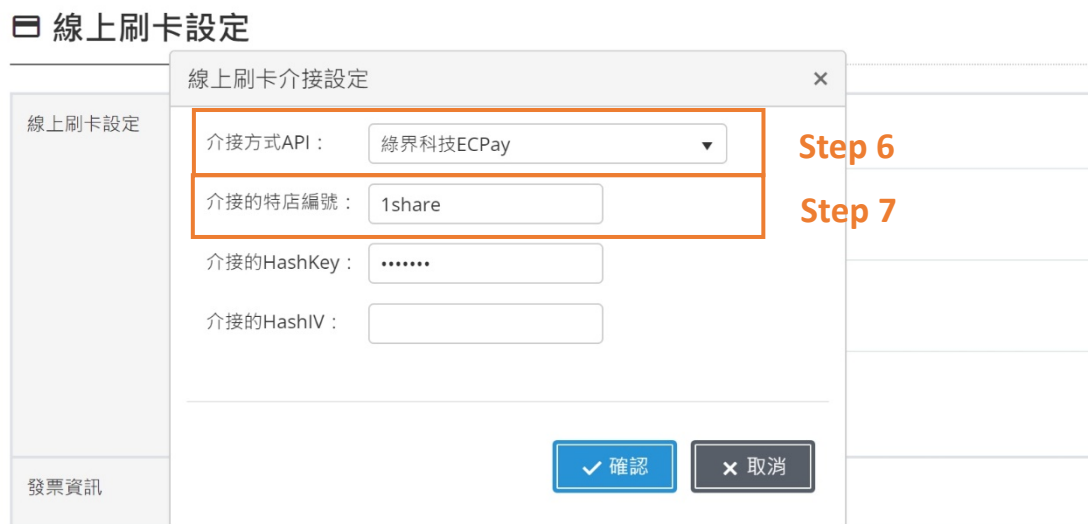 線上刷卡設定
線上刷卡介接設定 ×
線上刷卡設定
介接方式API： 綠界科技ECPay ▼
Step 6
介接的特店編號： 1share
Step 7
介接的HashKey： •••••••
介接的HashIV：
✓ 確認 × 取消
發票資訊